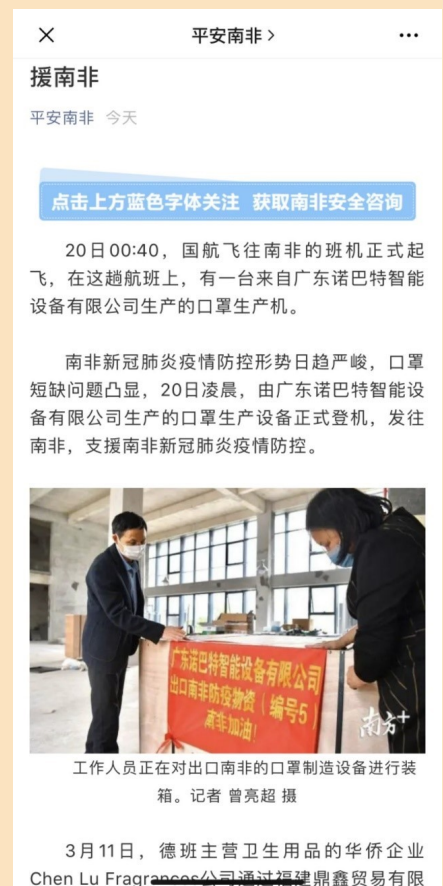 平安南非 >
援南非
平安南非 今天
点击上方蓝色字体关注 获取南非安全咨询
20日00:40，国航飞往南非的班机正式起
飞，在这趟航班上，有一台来自广东诺巴特智能
设备有限公司生产的口罩生产机。
南非新冠肺炎疫情防控形势日趋严峻，口罩
短缺问题凸显，20日凌晨，由广东诺巴特智能设
备有限公司生产的口罩生产设备正式登机，发往
南非，支援南非新冠肺炎疫情防控。
广东诺巴特智能设备有限公司
出口南非防疫物资（编号5）
南非加油！
南方+
工作人员正在对出口南非的口罩制造设备进行装
箱。记者 曾亮超 摄
3月11日，德班主营卫生用品的华侨企业
Chen Lu Fragrances公司通过福建鼎鑫贸易有限